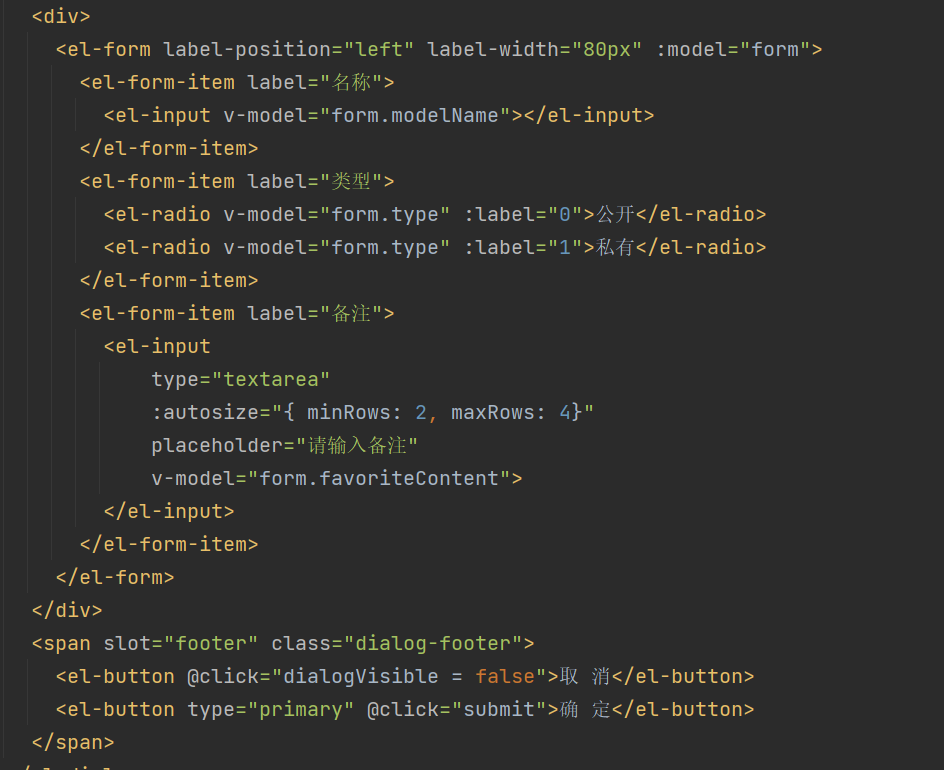 <div>
<el-form label-position="left" label-width="80px" :model="form">
<el-form-item label="名称">
<el-input v-model="form.modelName"></el-input>
</el-form-item>
<el-form-item label="类型">
<el-radio v-model="form.type" :label="0">公开</el-radio>
<el-radio v-model="form.type" :label="1">私有</el-radio>
</el-form-item>
<el-form-item label="备注">
<el-input
type="textarea"
:autosize="{ minRows: 2, maxRows: 4}"
placeholder="请输入备注"
v-model="form.favoriteContent">
</el-input>
</el-form-item>
</el-form>
</div>
<span slot="footer" class="dialog-footer">
<el-button @click="dialogVisible = false">取 消</el-button>
<el-button type="primary" @click="submit">确 定</el-button>
</span>